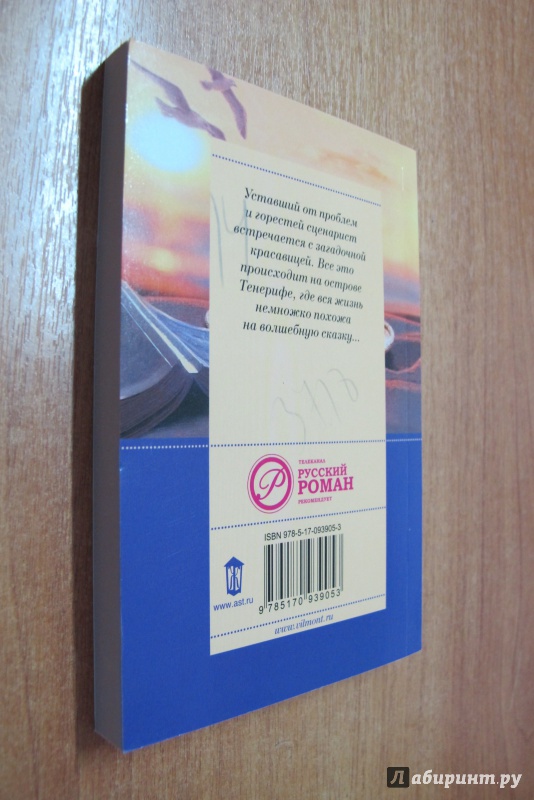 Уставший от проблем
и горестей сценарист
встречается с загадочной
красавицей. Все это
происходит на острове
Тенерифе, где вся жизнь
немножко похожа
на волшебную сказку...
ТЕЛЕКАНАЛ
РУССКИЙ
РОМАН
РЕКОМЕНДУЕТ
ISBN 978-5-17-093905-3
9 785170 939053
www.ast.ru
www.vilmont.ru
Лабиринт.ру